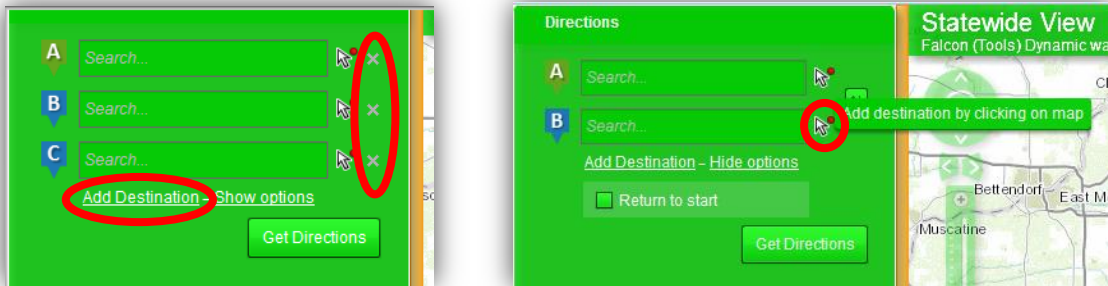 A Search...
B Search...
C Search...
Add Destination - Show options
Get Directions
Directions
A Search...
B Search...
Add Destination - Hide options
Return to start
Get Directions
Statewide View
Falcon (Tools) Dynamic
Add destination by clicking on map
Bettendorf
East
Muscatine